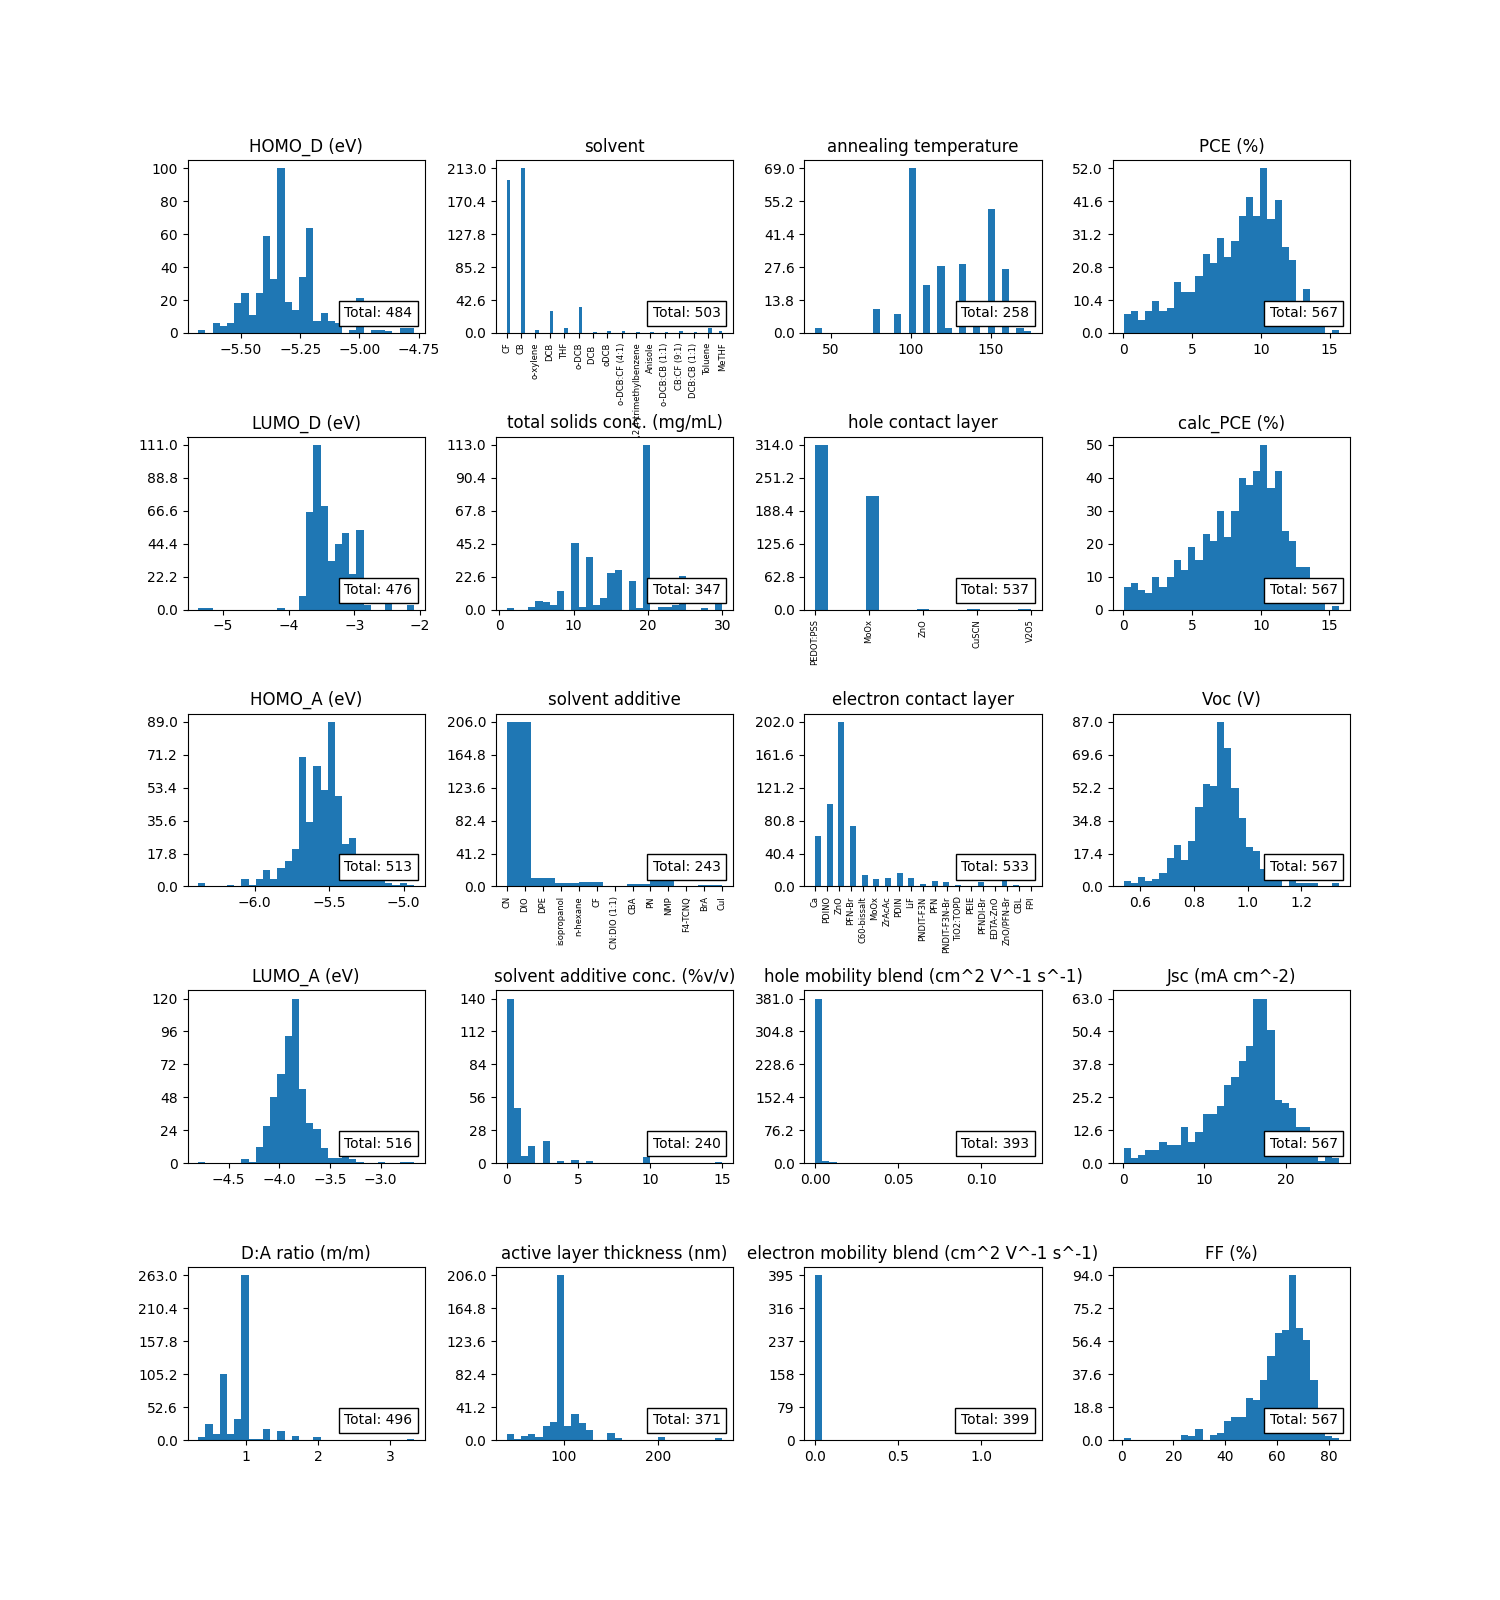 HOMO_D (eV)
100
80
60
40
20
0
−5.50
−5.25
−5.00
−4.75
Total: 484
solvent
213.0
170.4
127.8
85.2
42.6
0.0
CF
CB
o-xylene
DCB
THF
o-DCB
DCB
oDCB
o-DCB:CF (4:1)
trimethylbenzene
Anisole
o-DCB:CB (1:1)
CB:CF (9:1)
DCB:CB (1:1)
Toluene
MeTHF
Total: 503
annealing temperature
69.0
55.2
41.4
27.6
13.8
0.0
50
100
150
Total: 258
PCE (%)
52.0
41.6
31.2
20.8
10.4
0.0
0
5
10
15
Total: 567
LUMO_D (eV)
111.0
88.8
66.6
44.4
22.2
0.0
−5
−4
−3
−2
Total: 476
total solids conc. (mg/mL)
113.0
90.4
67.8
45.2
22.6
0.0
0
10
20
30
Total: 347
hole contact layer
314.0
251.2
188.4
125.6
62.8
0.0
PEDOT:PSS
MoOx
ZnO
CuSCN
V2O5
Total: 537
calc_PCE (%)
50
40
30
20
10
0
0
5
10
15
Total: 567
HOMO_A (eV)
89.0
71.2
53.4
35.6
17.8
0.0
−6.0
−5.5
−5.0
Total: 513
solvent additive
206.0
164.8
123.6
82.4
41.2
0.0
CN
DIO
DPE
isopropanol
n-hexane
CF
CN:DIO (1:1)
CBA
PN
NMP
F4-TCNQ
BrA
CuI
Total: 243
electron contact layer
202.0
161.6
121.2
80.8
40.4
0.0
Ca
PDINO
ZnO
PFN-Br
C60-bissalt
MoOx
ZrAcAc
PDIN
LiF
PNDIT-F3N
PFN
PNDIT-F3N-Br
TiO2:TOPD
PEIE
PFNDI-Br
EDTA-ZnO
ZnO/PFN-Br
CBL
FPI
Total: 533
Voc (V)
87.0
69.6
52.2
34.8
17.4
0.0
0.6
0.8
1.0
1.2
Total: 567
LUMO_A (eV)
120
96
72
48
24
0
−4.5
−4.0
−3.5
−3.0
Total: 516
solvent additive conc. (%v/v)
140
112
84
56
28
0
0
5
10
15
Total: 240
hole mobility blend (cm^2 V^-1 s^-1)
381.0
304.8
228.6
152.4
76.2
0.0
0.00
0.05
0.10
Total: 393
Jsc (mA cm^-2)
63.0
50.4
37.8
25.2
12.6
0.0
0
10
20
Total: 567
D:A ratio (m/m)
263.0
210.4
157.8
105.2
52.6
0.0
1
2
3
Total: 496
active layer thickness (nm)
206.0
164.8
123.6
82.4
41.2
0.0
100
200
Total: 371
electron mobility blend (cm^2 V^-1 s^-1)
395
316
237
158
79
0
0.0
0.5
1.0
Total: 399
FF (%)
94.0
75.2
56.4
37.6
18.8
0.0
0
20
40
60
80
Total: 567